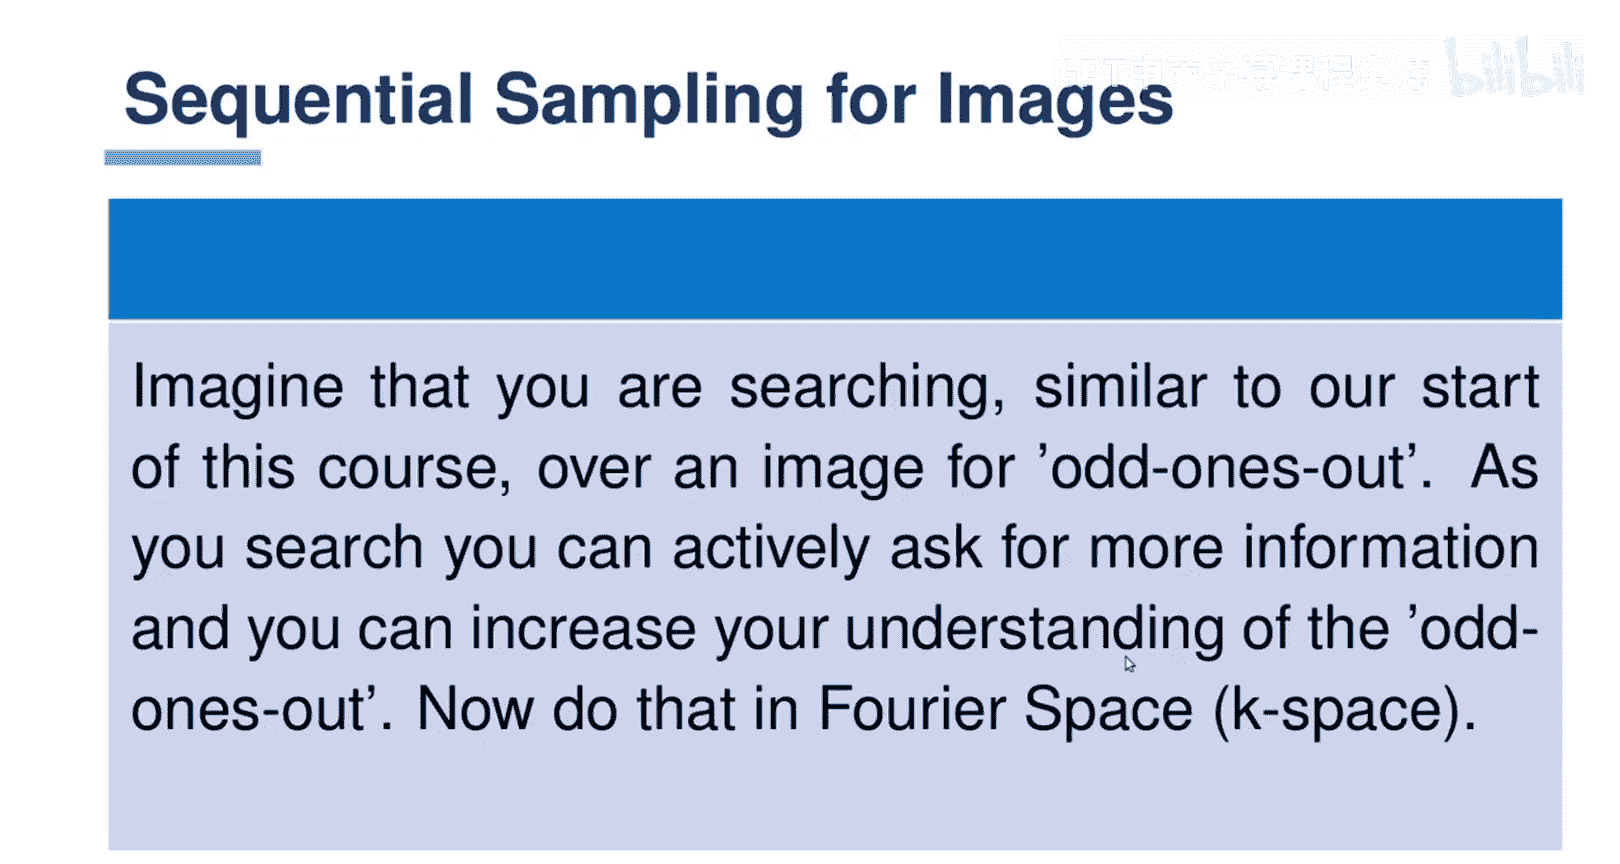 Sequential Sampling for Images
bilibili
Imagine that you are searching, similar to our start
of this course, over an image for ’odd-ones-out’. As
you search you can actively ask for more information
and you can increase your understanding of the ’odd-
ones-out’. Now do that in Fourier Space (k-space).